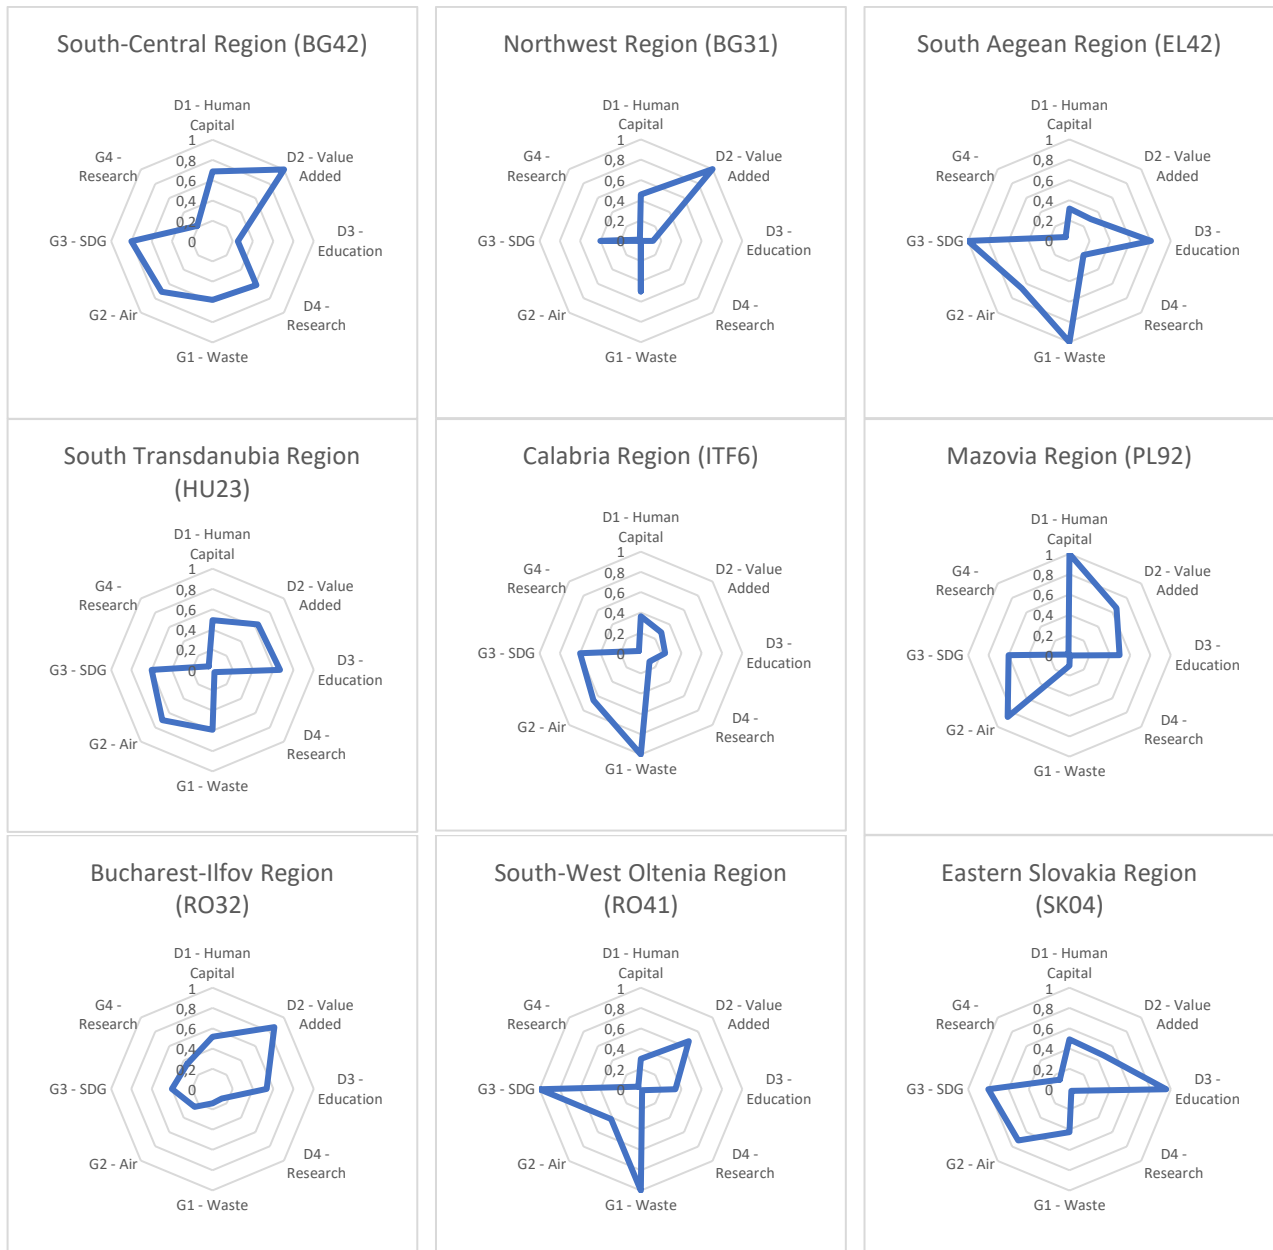 South-Central Region (BG42)
D1 - Human
Capital
1
0,8
0,6
0,4
0,2
0
D2 - Value
Added
D3 -
Education
D4 -
Research
G1 - Waste
G2 - Air
G3 - SDG
G4 -
Research
Northwest Region (BG31)
D1 - Human
Capital
1
0,8
0,6
0,4
0,2
0
D2 - Value
Added
D3 -
Education
D4 -
Research
G1 - Waste
G2 - Air
G3 - SDG
G4 -
Research
South Aegean Region (EL42)
D1 - Human
Capital
1
0,8
0,6
0,4
0,2
0
D2 - Value
Added
D3 -
Education
D4 -
Research
G1 - Waste
G2 - Air
G3 - SDG
G4 -
Research
South Transdanubia Region
(HU23)
D1 - Human
Capital
1
0,8
0,6
0,4
0,2
0
D2 - Value
Added
D3 -
Education
D4 -
Research
G1 - Waste
G2 - Air
G3 - SDG
G4 -
Research
Calabria Region (ITF6)
D1 - Human
Capital
1
0,8
0,6
0,4
0,2
0
D2 - Value
Added
D3 -
Education
D4 -
Research
G1 - Waste
G2 - Air
G3 - SDG
G4 -
Research
Mazovia Region (PL92)
D1 - Human
Capital
1
0,8
0,6
0,4
0,2
0
D2 - Value
Added
D3 -
Education
D4 -
Research
G1 - Waste
G2 - Air
G3 - SDG
G4 -
Research
Bucharest-Ilfov Region
(RO32)
D1 - Human
Capital
1
0,8
0,6
0,4
0,2
0
D2 - Value
Added
D3 -
Education
D4 -
Research
G1 - Waste
G2 - Air
G3 - SDG
G4 -
Research
South-West Oltenia Region
(RO41)
D1 - Human
Capital
1
0,8
0,6
0,4
0,2
0
D2 - Value
Added
D3 -
Education
D4 -
Research
G1 - Waste
G2 - Air
G3 - SDG
G4 -
Research
Eastern Slovakia Region
(SK04)
D1 - Human
Capital
1
0,8
0,6
0,4
0,2
0
D2 - Value
Added
D3 -
Education
D4 -
Research
G1 - Waste
G2 - Air
G3 - SDG
G4 -
Research